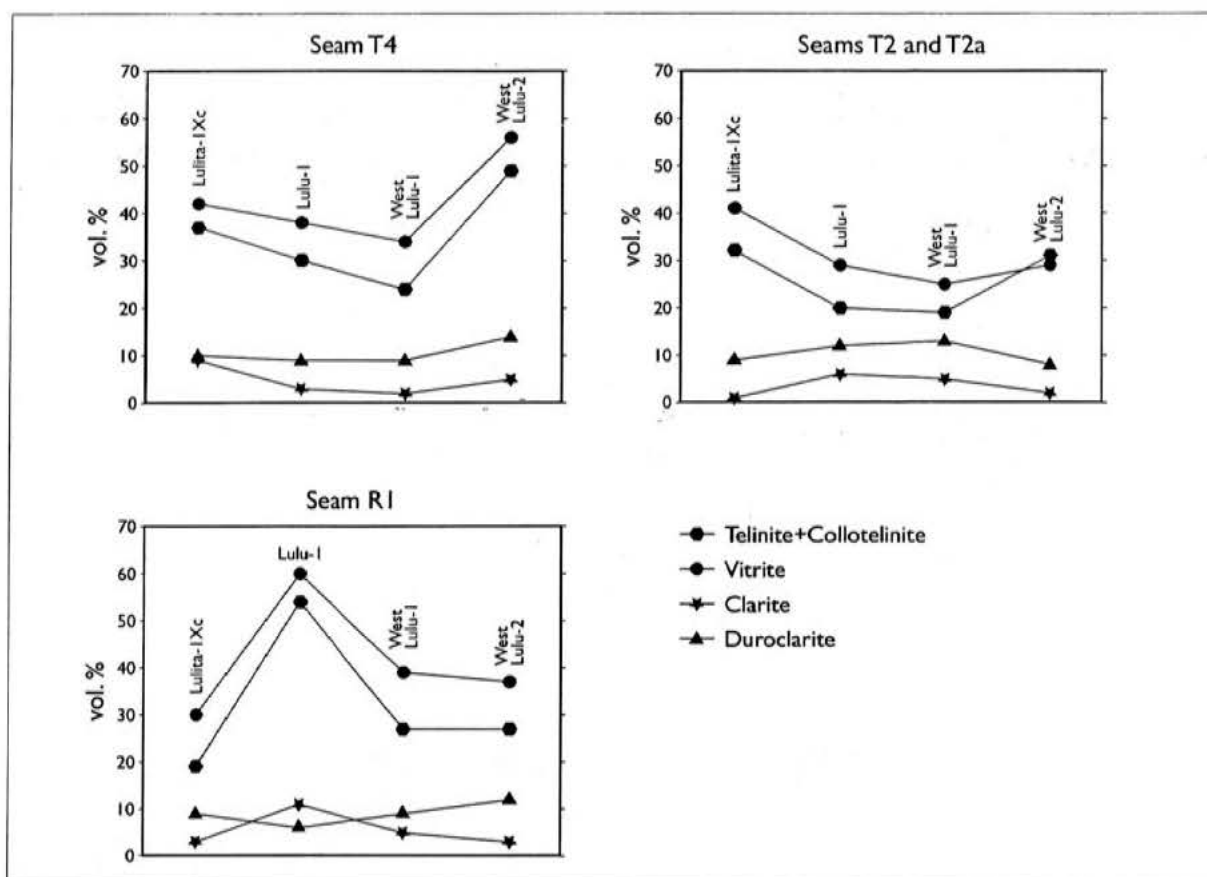 Seam T4
vol. %
70
60
50
40
30
20
10
0
Lulita-1Xc
Lulu-1
West
Lulu-1
West
Lulu-2
Seams T2 and T2a
vol. %
70
60
50
40
30
20
10
0
Lulita-1Xc
Lulu-1
West
Lulu-1
West
Lulu-2
Seam R1
vol. %
70
60
50
40
30
20
10
0
Lulita-1Xc
Lulu-1
West
Lulu-1
West
Lulu-2
Telinite+Collotelinite
Vitrite
Clarite
Duroclarite